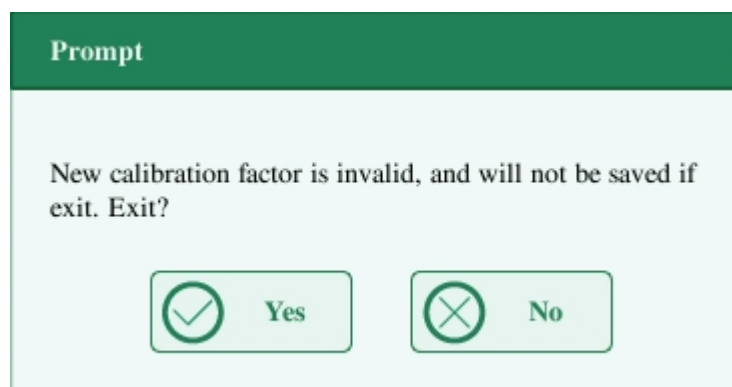 Prompt
New calibration factor is invalid, and will not be saved if
exit. Exit?
Yes
No